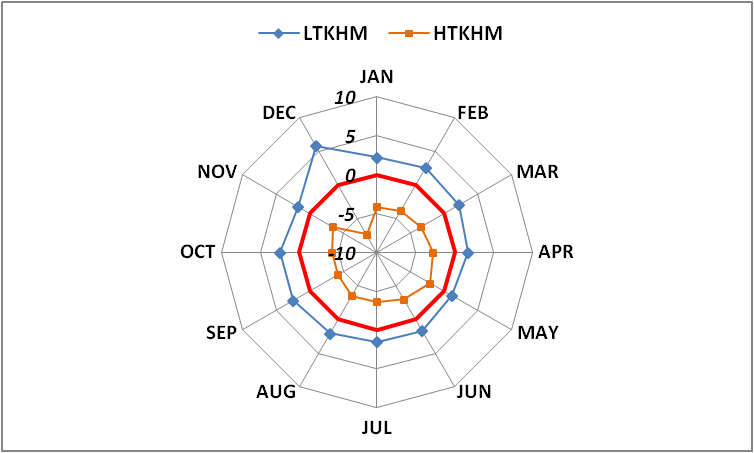 LTKHM HTKHM
JAN
FEB
MAR
APR
MAY
JUN
JUL
AUG
SEP
OCT
NOV
DEC
10
5
0
-5
-10